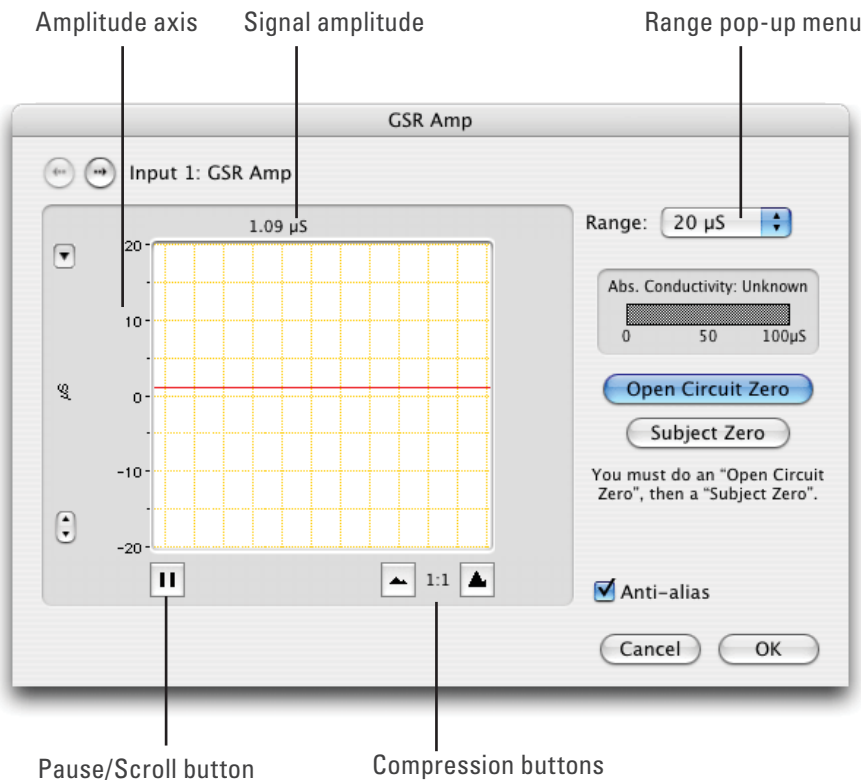 Amplitude axis Signal amplitude Range pop-up menu
GSR Amp
Input 1: GSR Amp
1.09 µS
Range: 20 µS
20
10
0
-10
-20
µS
Abs. Conductivity: Unknown
0 50 100µS
Open Circuit Zero
Subject Zero
You must do an “Open Circuit
Zero”, then a “Subject Zero”.
1:1
Anti-alias
Cancel OK
Pause/Scroll button Compression buttons